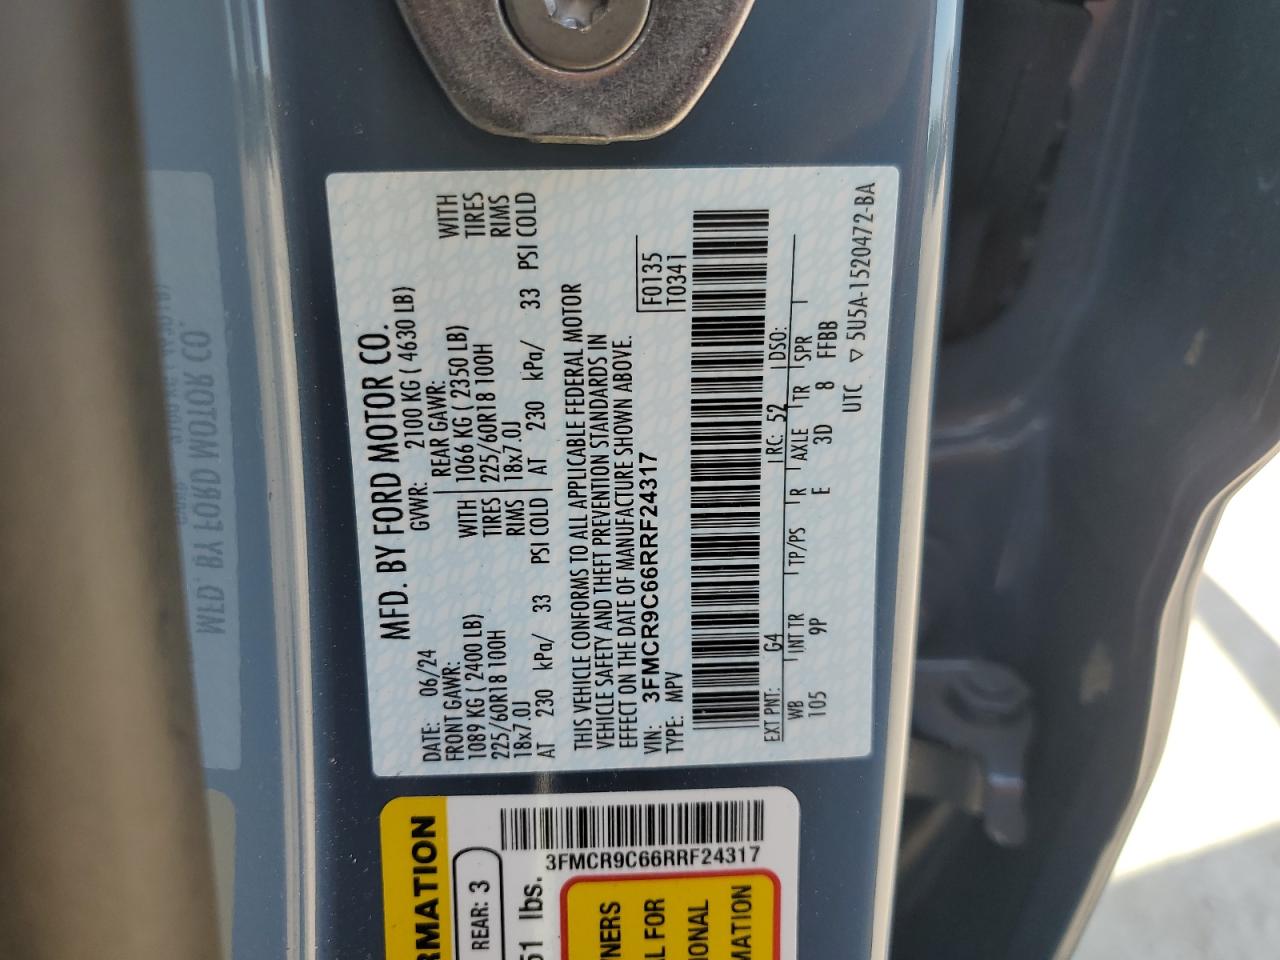 MFD. BY FORD MOTOR CO.
DATE: 06/24 GVWR: 2100 KG ( 4630 LB)
FRONT GAWR: REAR GAWR:
1089 KG ( 2400 LB) WITH 1066 KG ( 2350 LB) WITH
225/60R18 100H TIRES 225/60R18 100H TIRES
18x7.0J RIMS 18x7.0J RIMS
AT 230 kPa/ 33 PSI COLD AT 230 kPa/ 33 PSI COLD
THIS VEHICLE CONFORMS TO ALL APPLICABLE FEDERAL MOTOR
VEHICLE SAFETY AND THEFT PREVENTION STANDARDS IN
EFFECT ON THE DATE OF MANUFACTURE SHOWN ABOVE.
VIN: 3FMCR9C66RRF24317 F0135
TYPE: MPV T0341
EXT PNT: G4 RC: 52 DSO:
WB INT TR TP/PS R AXLE TR SPR
105 9P E 3D 8 FFBB
UTC ▽ 5U5A-1520472-BA
RMATION
REAR: 3
51 lbs.
3FMCR9C66RRF24317
WNERS
L FOR
IONAL
MATION
MFD. BY FORD MOTOR CO.